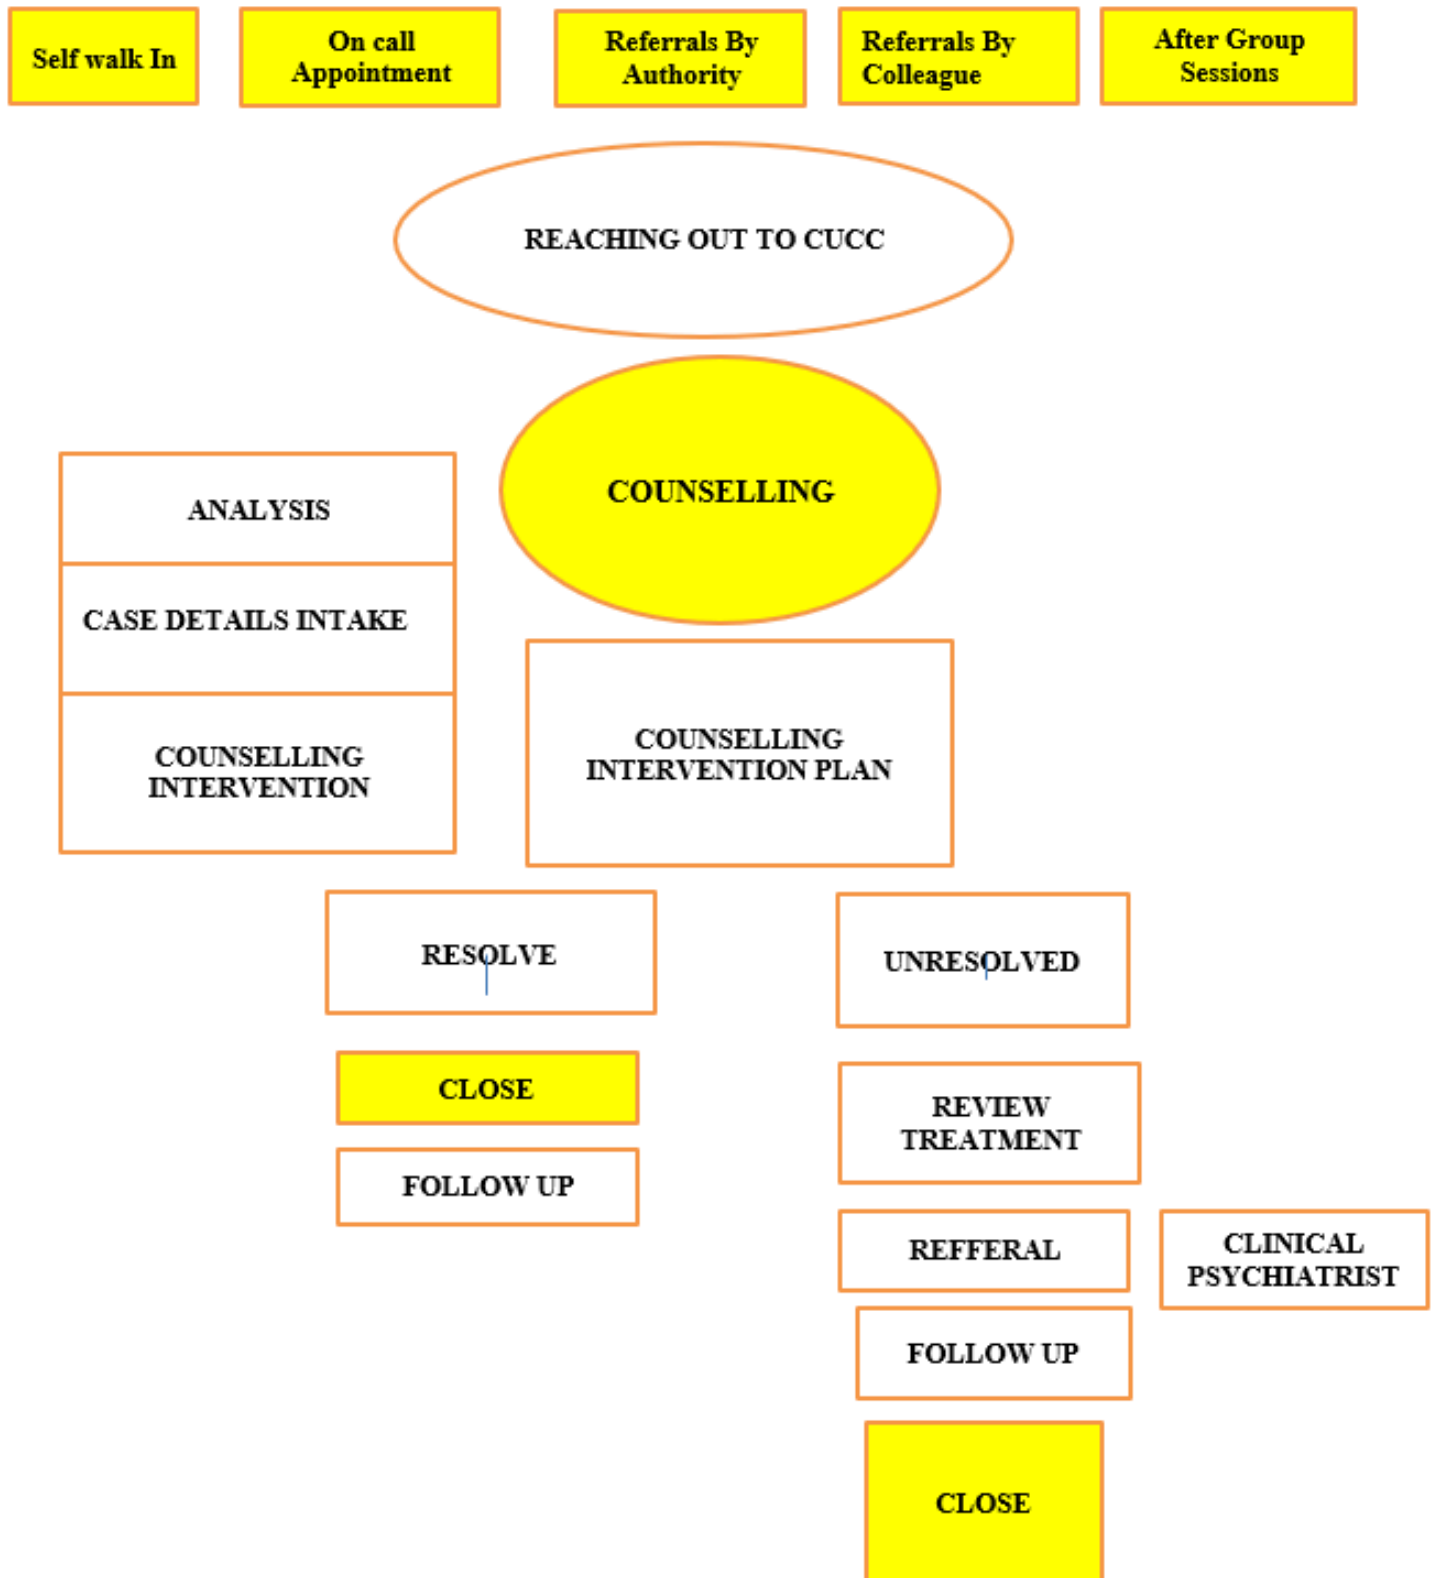 Self walk In
On call
Appointment
Referrals By
Authority
Referrals By
Colleague
After Group
Sessions
REACHING OUT TO CUCC
COUNSELLING
ANALYSIS
CASE DETAILS INTAKE
COUNSELLING
INTERVENTION
COUNSELLING
INTERVENTION PLAN
RESOLVE
UNRESOLVED
CLOSE
FOLLOW UP
REVIEW
TREATMENT
REFFERAL
CLINICAL
PSYCHIATRIST
FOLLOW UP
CLOSE